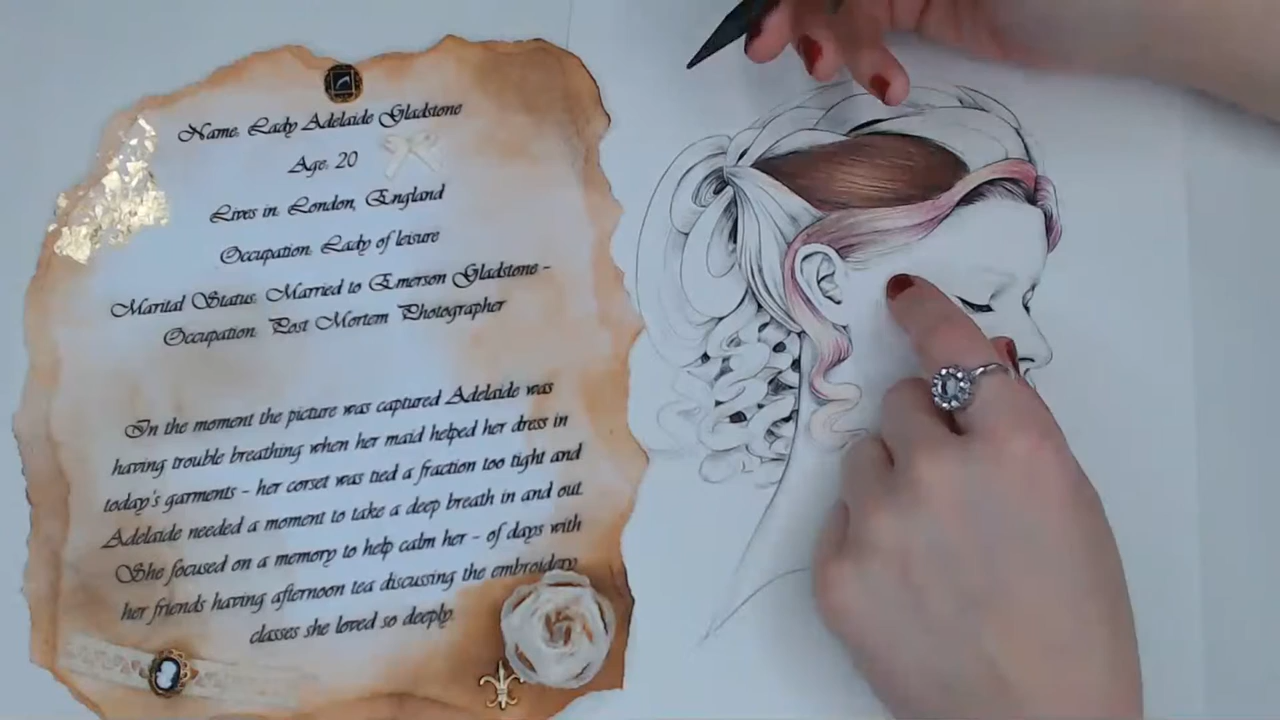 Name: Lady Adelaide Gladstone
Age: 20
Lives in: London, England
Occupation: Lady of leisure
Marital Status: Married to Emerson Gladstone -
Occupation: Post Mortem Photographer
In the moment the picture was captured Adelaide was
having trouble breathing when her maid helped her dress in
today's garments - her corset was tied a fraction too tight and
Adelaide needed a moment to take a deep breath in and out.
She focused on a memory to help calm her - of days with
her friends having afternoon tea discussing the embroidery
classes she loved so deeply.